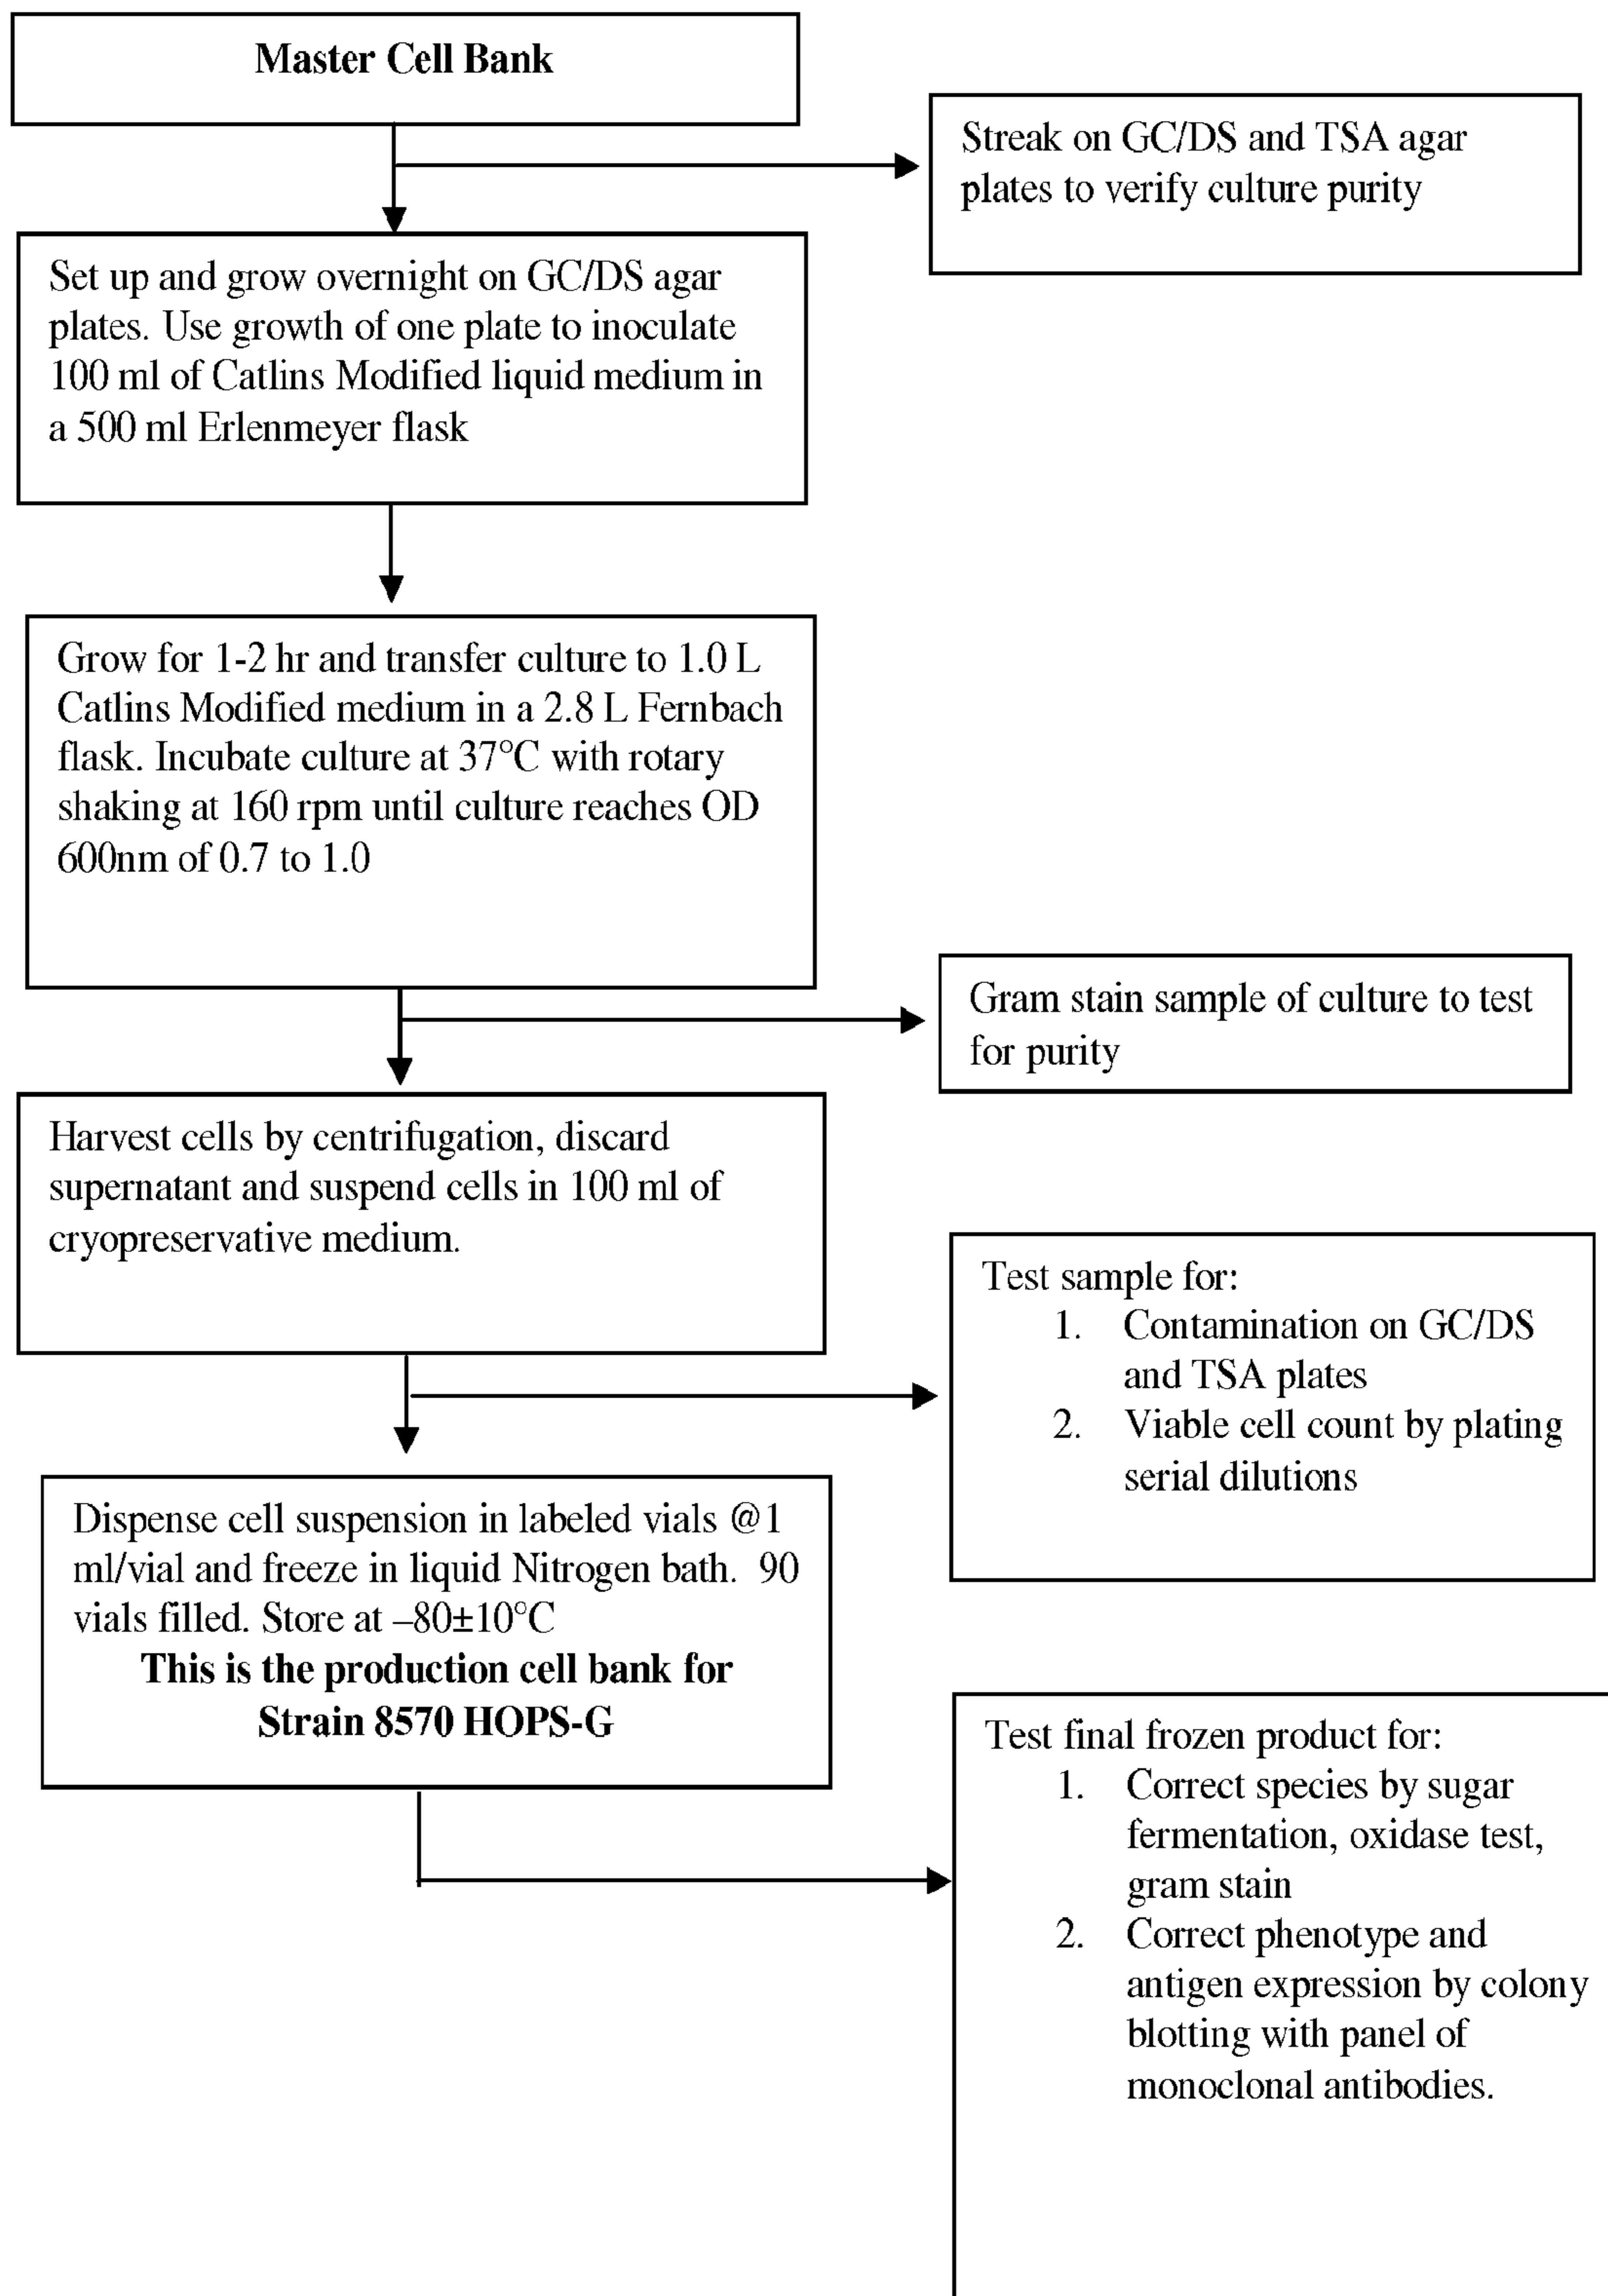 Master Cell Bank
Streak on GC/DS and TSA agar
plates to verify culture purity
Set up and grow overnight on GC/DS agar
plates. Use growth of one plate to inoculate
100 ml of Catlins Modified liquid medium in
a 500 ml Erlenmeyer flask
Grow for 1-2 hr and transfer culture to 1.0 L
Catlins Modified medium in a 2.8 L Fernbach
flask. Incubate culture at 37°C with rotary
shaking at 160 rpm until culture reaches OD
600nm of 0.7 to 1.0
Gram stain sample of culture to test
for purity
Harvest cells by centrifugation, discard
supernatant and suspend cells in 100 ml of
cryopreservative medium.
Test sample for:
1. Contamination on GC/DS
and TSA plates
2. Viable cell count by plating
serial dilutions
Dispense cell suspension in labeled vials @1
ml/vial and freeze in liquid Nitrogen bath. 90
vials filled. Store at –80±10°C
This is the production cell bank for
Strain 8570 HOPS-G
Test final frozen product for:
1. Correct species by sugar
fermentation, oxidase test,
gram stain
2. Correct phenotype and
antigen expression by colony
blotting with panel of
monoclonal antibodies.